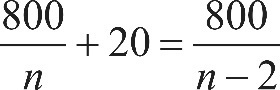 800/n + 20 = 800/(n − 2)